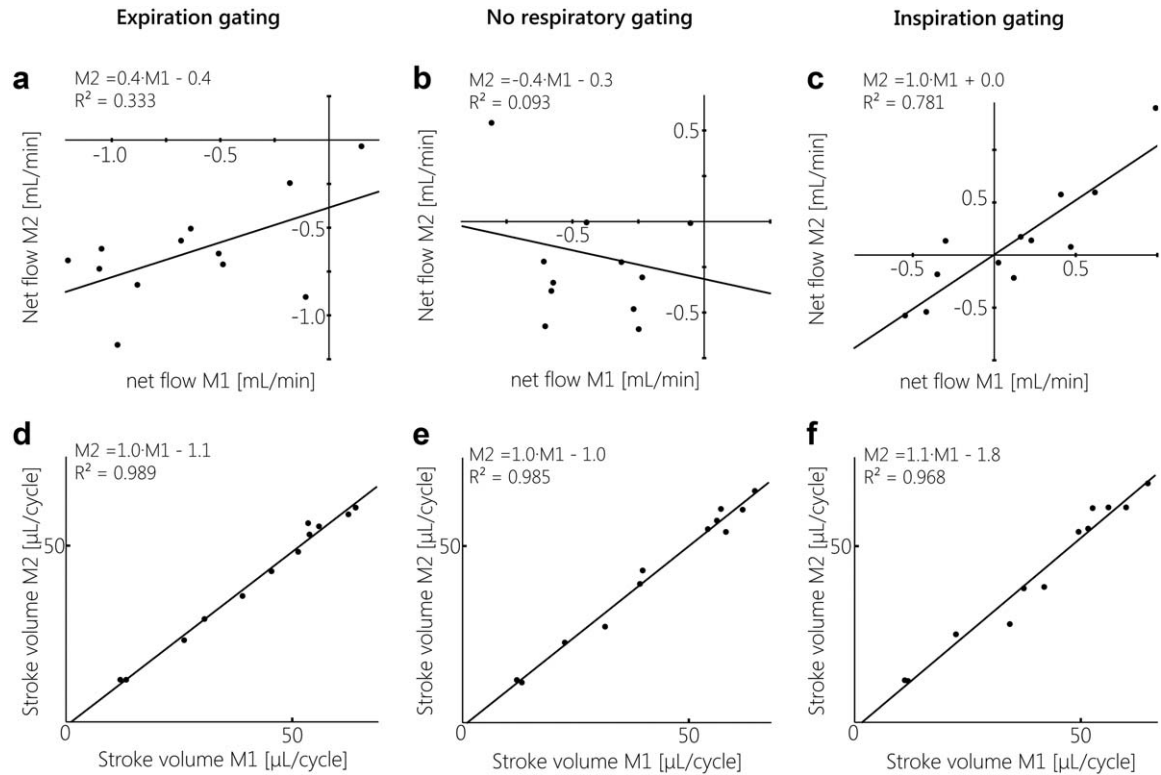 Expiration gating
No respiratory gating
Inspiration gating
a
M2 =0.4·M1 - 0.4
R² = 0.333
-1.0
-0.5
-0.5
-1.0
Net flow M2 [mL/min]
net flow M1 [mL/min]
b
M2 =-0.4·M1 - 0.3
R² = 0.093
0.5
-0.5
-0.5
Net flow M2 [mL/min]
net flow M1 [mL/min]
c
M2 =1.0·M1 + 0.0
R² = 0.781
0.5
-0.5
0.5
-0.5
Net flow M2 [mL/min]
net flow M1 [mL/min]
d
M2 =1.0·M1 - 1.1
R² = 0.989
50
0
50
Stroke volume M2 [µL/cycle]
Stroke volume M1 [µL/cycle]
e
M2 =1.0·M1 - 1.0
R² = 0.985
50
0
50
Stroke volume M2 [µL/cycle]
Stroke volume M1 [µL/cycle]
f
M2 =1.1·M1 - 1.8
R² = 0.968
50
0
50
Stroke volume M2 [µL/cycle]
Stroke volume M1 [µL/cycle]